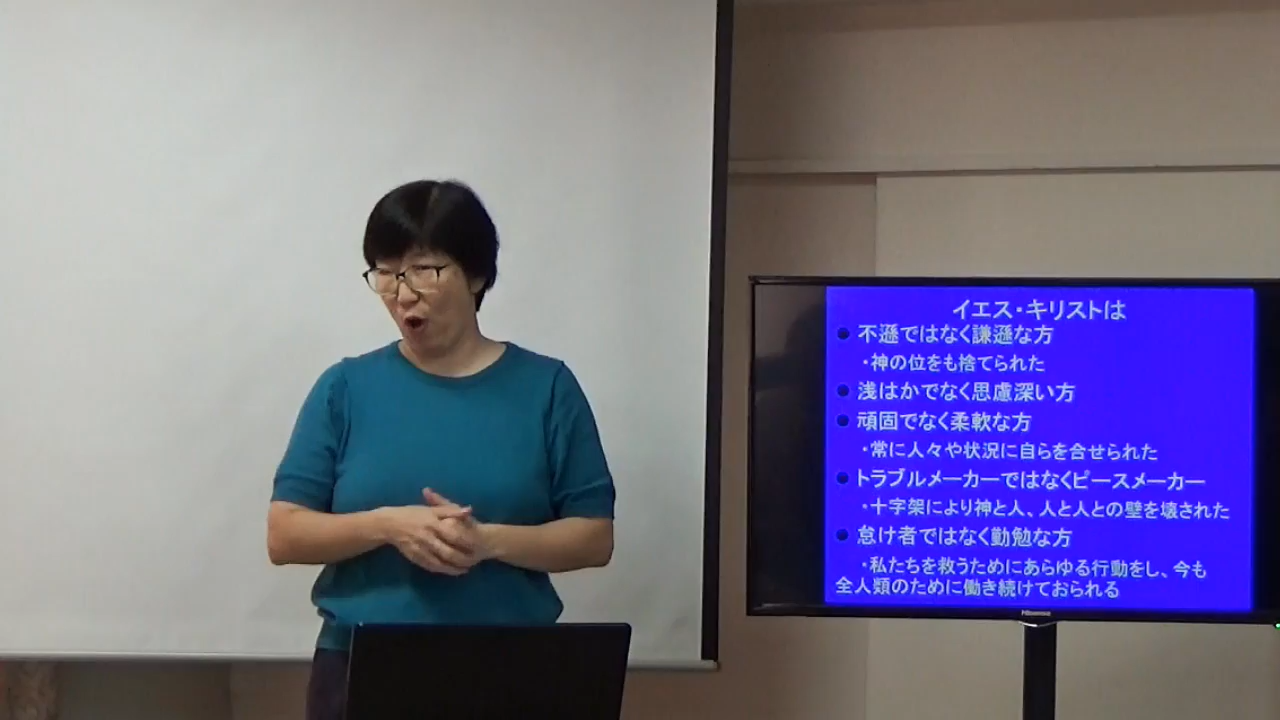 イエス・キリストは
● 不遜ではなく謙遜な方
・神の位をも捨てられた
● 浅はかでなく思慮深い方
● 頑固でなく柔軟な方
・常に人々や状況に自らを合せられた
● トラブルメーカーではなくピースメーカー
・十字架により神と人、人と人との壁を壊された
● 怠け者ではなく勤勉な方
・私たちを救うためにあらゆる行動をし、今も
全人類のために働き続けておられる
Hisense